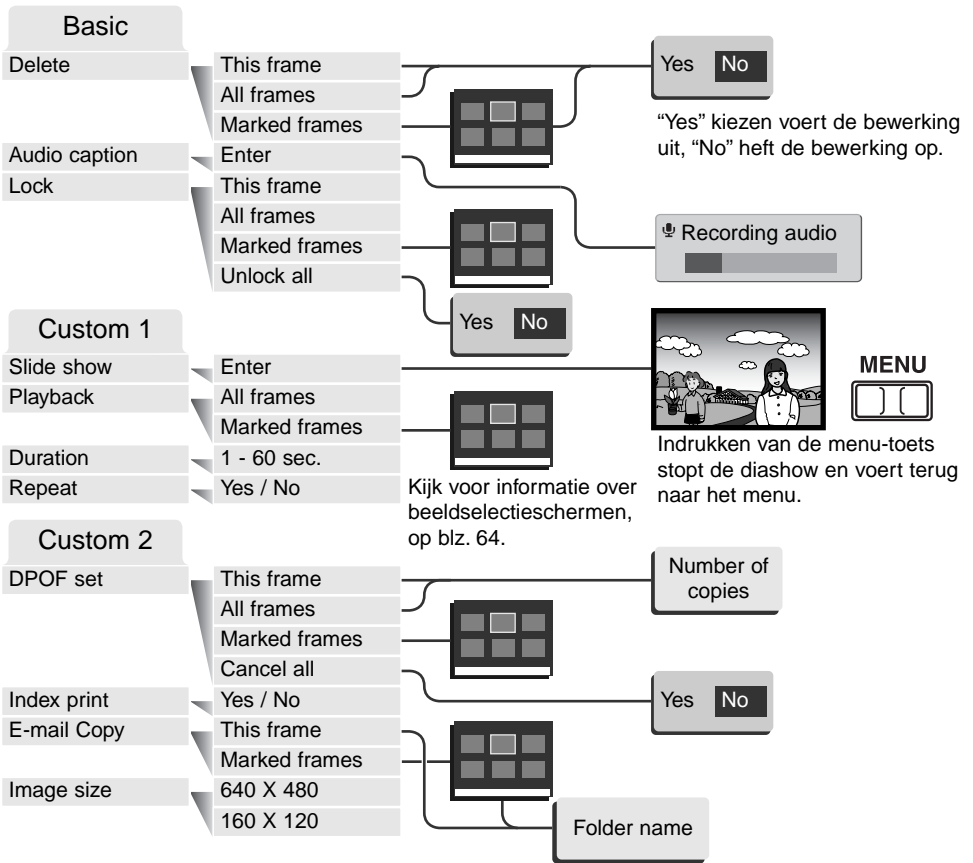 Basic
Delete
This frame
All frames
Marked frames
Yes No
“Yes” kiezen voert de bewerking
uit, “No” heft de bewerking op.
Audio caption
Enter
Recording audio
Lock
This frame
All frames
Marked frames
Unlock all
Yes No
Custom 1
Slide show
Enter
MENU
Indrukken van de menu-toets
stopt de diashow en voert terug
naar het menu.
Playback
All frames
Marked frames
Kijk voor informatie over
beeldselectieschermen,
op blz. 64.
Duration
1 - 60 sec.
Repeat
Yes / No
Custom 2
DPOF set
This frame
All frames
Marked frames
Cancel all
Number of
copies
Yes No
Index print
Yes / No
E-mail Copy
This frame
Marked frames
Folder name
Image size
640 X 480
160 X 120